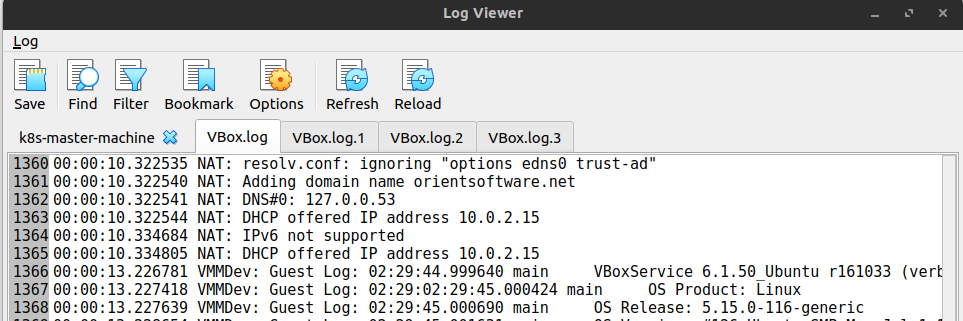 Log Viewer
Log
Save Find Filter Bookmark Options Refresh Reload
k8s-master-machine VBox.log VBox.log.1 VBox.log.2 VBox.log.3
1360 00:00:10.322535 NAT: resolv.conf: ignoring "options edns0 trust-ad"
1361 00:00:10.322540 NAT: Adding domain name orientsoftware.net
1362 00:00:10.322541 NAT: DNS#0: 127.0.0.53
1363 00:00:10.322544 NAT: DHCP offered IP address 10.0.2.15
1364 00:00:10.334684 NAT: IPv6 not supported
1365 00:00:10.334805 NAT: DHCP offered IP address 10.0.2.15
1366 00:00:13.226781 VMMDev: Guest Log: 02:29:44.999640 main VBoxService 6.1.50_Ubuntu r161033 (verb
1367 00:00:13.227418 VMMDev: Guest Log: 02:29:02:29:45.000424 main OS Product: Linux
1368 00:00:13.227639 VMMDev: Guest Log: 02:29:45.000690 main OS Release: 5.15.0-116-generic